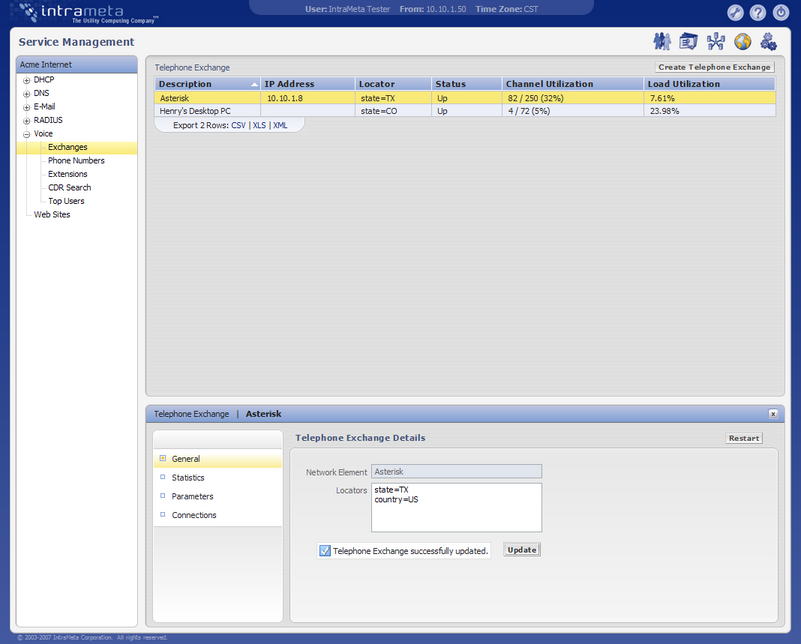 intrameta
The Utility Computing Company
User: IntraMeta Tester From: 10.10.1.50 Time Zone: CST
Service Management
Acme Internet
DHCP
DNS
E-Mail
RADIUS
Voice
Exchanges
Phone Numbers
Extensions
CDR Search
Top Users
Web Sites
Telephone Exchange
Create Telephone Exchange
Description IP Address Locator Status Channel Utilization Load Utilization
Asterisk 10.10.1.8 state=TX Up 82 / 250 (32%) 7.61%
Henry's Desktop PC state=CO Up 4 / 72 (5%) 23.98%
Export 2 Rows: CSV | XLS | XML
Telephone Exchange | Asterisk
x
General
Statistics
Parameters
Connections
Telephone Exchange Details
Restart
Network Element Asterisk
Locators state=TX
country=US
Telephone Exchange successfully updated.
Update
© 2003-2007 IntraMeta Corporation. All rights reserved.